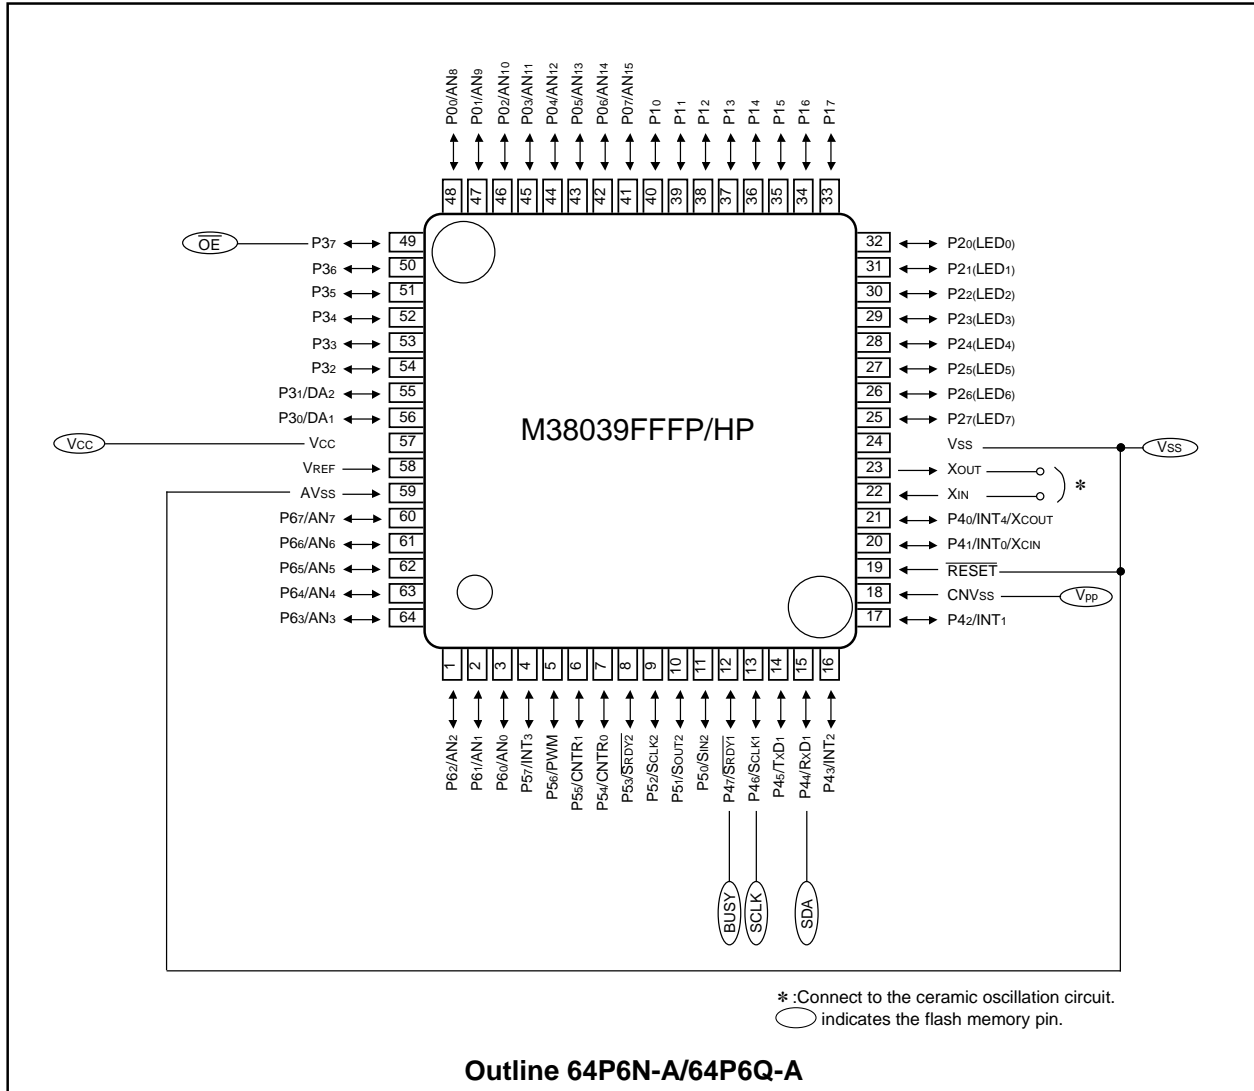 P00/AN8
P01/AN9
P02/AN10
P03/AN11
P04/AN12
P05/AN13
P06/AN14
P07/AN15
P10
P11
P12
P13
P14
P15
P16
P17
48
47
46
45
44
43
42
41
40
39
38
37
36
35
34
33
OE P37 49
P36 50
P35 51
P34 52
P33 53
P32 54
P31/DA2 55
P30/DA1 56
VCC VCC 57
VREF 58
AVSS 59
P67/AN7 60
P66/AN6 61
P65/AN5 62
P64/AN4 63
P63/AN3 64
M38039FFFP/HP
32 P20(LED0)
31 P21(LED1)
30 P22(LED2)
29 P23(LED3)
28 P24(LED4)
27 P25(LED5)
26 P26(LED6)
25 P27(LED7)
24 VSS VSS
23 XOUT
22 XIN *
21 P40/INT4/XCOUT
20 P41/INT0/XCIN
19 RESET
18 CNVSS Vpp
17 P42/INT1
1
2
3
4
5
6
7
8
9
10
11
12
13
14
15
16
P62/AN2
P61/AN1
P60/AN0
P57/INT3
P56/PWM
P55/CNTR1
P54/CNTR0
P53/SRDY2
P52/SCLK2
P51/SOUT2
P50/SIN2
P47/SRDY1
P46/SCLK1
P45/TxD1
P44/RxD1
P43/INT2
BUSY
SCLK
SDA
* :Connect to the ceramic oscillation circuit.
indicates the flash memory pin.
Outline 64P6N-A/64P6Q-A